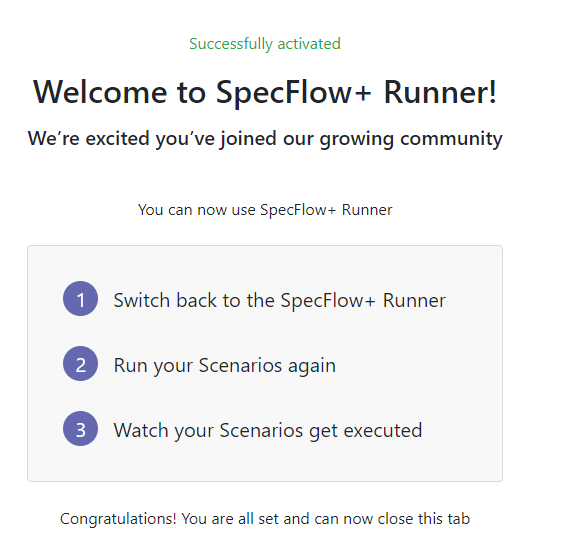 Successfully activated
Welcome to SpecFlow+ Runner!
We’re excited you’ve joined our growing community
You can now use SpecFlow+ Runner
1 Switch back to the SpecFlow+ Runner
2 Run your Scenarios again
3 Watch your Scenarios get executed
Congratulations! You are all set and can now close this tab